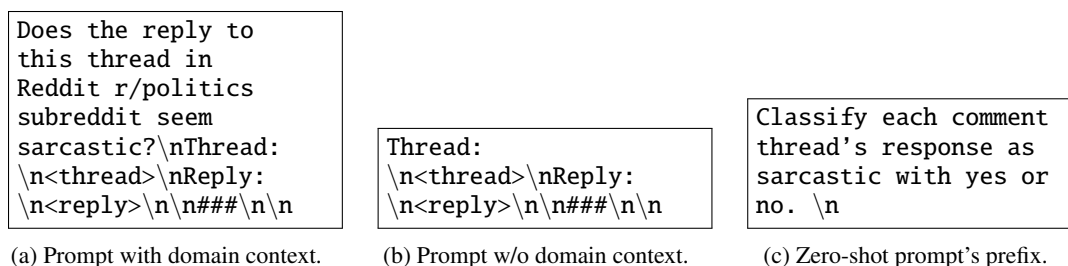 Does the reply to
this thread in
Reddit r/politics
subreddit seem
sarcastic?\nThread:
\n<thread>\nReply:
\n<reply>\n\n###\n\n
(a) Prompt with domain context.
Thread:
\n<thread>\nReply:
\n<reply>\n\n###\n\n
(b) Prompt w/o domain context.
Classify each comment
thread's response as
sarcastic with yes or
no. \n
(c) Zero-shot prompt's prefix.